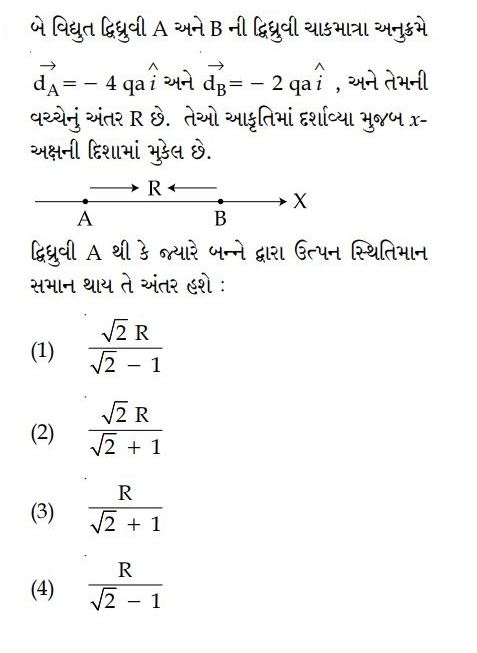 બે વિદ્યુત દ્વિધ્રુવી A અને B ની દ્વિધ્રુવી ચાકમાત્રા અનુક્રમે
$\vec{d_A} = -4\,qa\,\hat{i}$ અને $\vec{d_B} = -2\,qa\,\hat{i}$ , અને તેમની
વચ્ચેનું અંતર R છે. તેઓ આકૃતિમાં દર્શાવ્યા મુજબ x-
અક્ષની દિશામાં મુકેલ છે.
R
X
A B
દ્વિધ્રુવી A થી કે જ્યારે બન્ને દ્વારા ઉત્પન સ્થિતિમાન
સમાન થાય તે અંતર હશે :
(1) $\frac{\sqrt{2}\,R}{\sqrt{2} - 1}$
(2) $\frac{\sqrt{2}\,R}{\sqrt{2} + 1}$
(3) $\frac{R}{\sqrt{2} + 1}$
(4) $\frac{R}{\sqrt{2} - 1}$